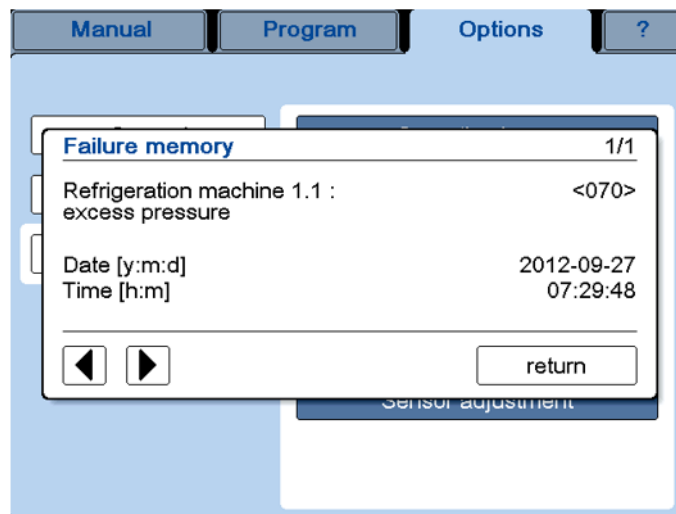 Manual Program Options ?
Failure memory 1/1
Refrigeration machine 1.1 : <070>
excess pressure
Date [y:m:d] 2012-09-27
Time [h:m] 07:29:48
return
Sensor adjustment